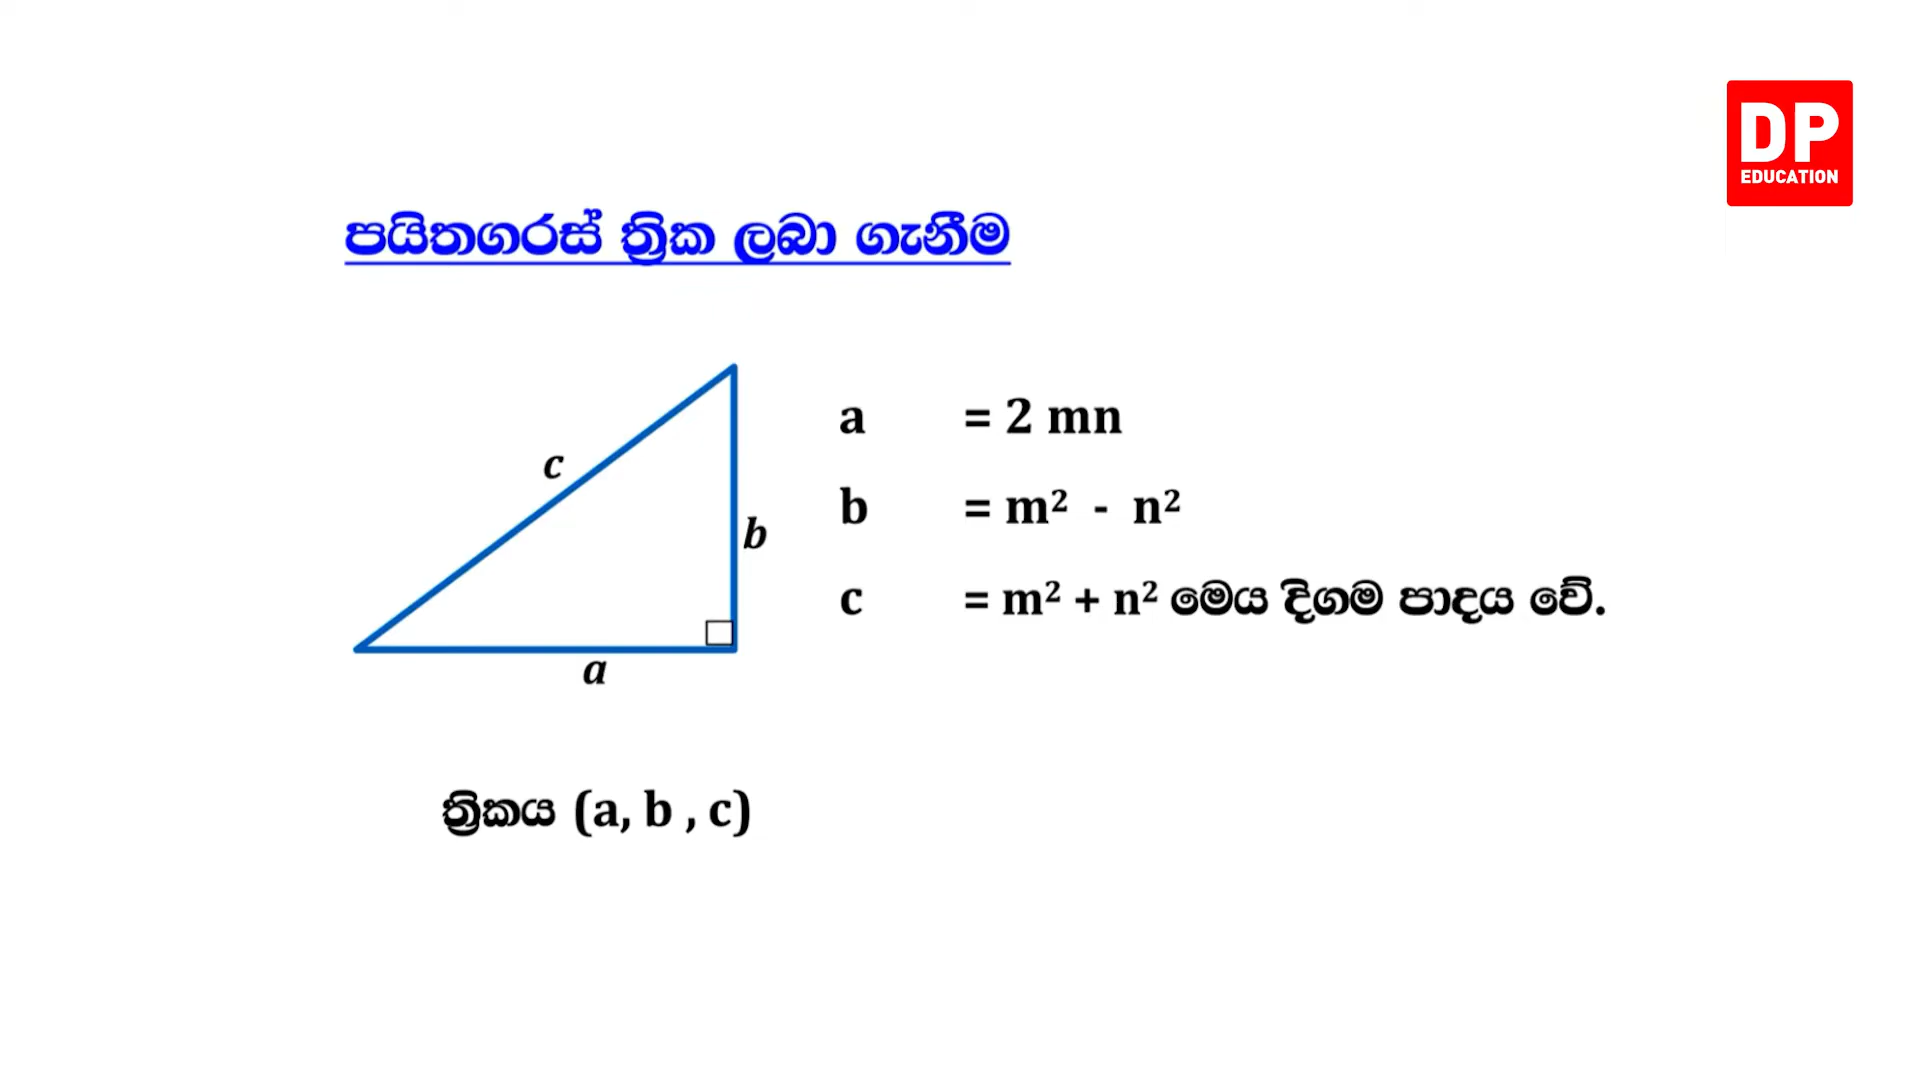 DP
EDUCATION
පයිතගරස් ත්‍රික ලබා ගැනීම
a = 2 mn
b = m² - n²
c = m² + n² මෙය දිගම පාදය වේ.
c
b
a
ත්‍රිකය (a, b , c)